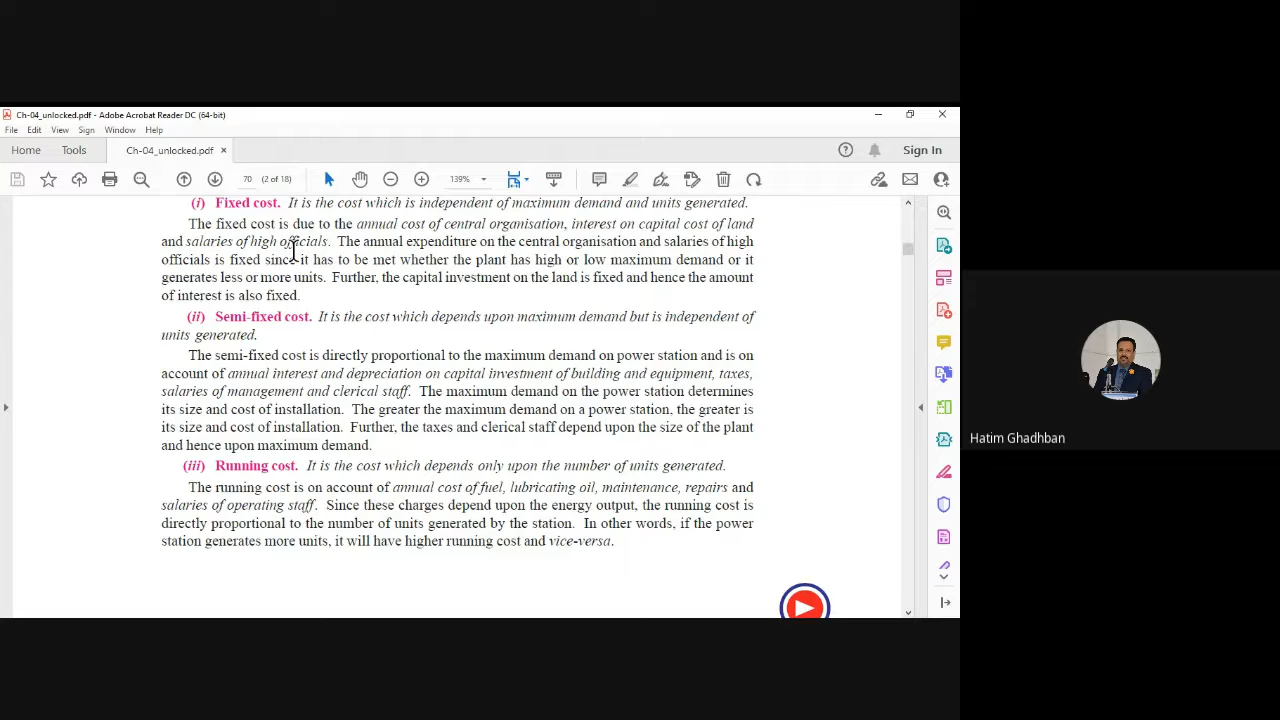 Ch-04_unlocked.pdf - Adobe Acrobat Reader DC (64-bit)
File Edit View Sign Window Help
Home Tools Ch-04_unlocked.pdf × Sign In
70 (2 of 18) 139%
(i) Fixed cost. It is the cost which is independent of maximum demand and units generated.
The fixed cost is due to the annual cost of central organisation, interest on capital cost of land
and salaries of high officials. The annual expenditure on the central organisation and salaries of high
officials is fixed since it has to be met whether the plant has high or low maximum demand or it
generates less or more units. Further, the capital investment on the land is fixed and hence the amount
of interest is also fixed.
(ii) Semi-fixed cost. It is the cost which depends upon maximum demand but is independent of
units generated.
The semi-fixed cost is directly proportional to the maximum demand on power station and is on
account of annual interest and depreciation on capital investment of building and equipment, taxes,
salaries of management and clerical staff. The maximum demand on the power station determines
its size and cost of installation. The greater the maximum demand on a power station, the greater is
its size and cost of installation. Further, the taxes and clerical staff depend upon the size of the plant
and hence upon maximum demand.
(iii) Running cost. It is the cost which depends only upon the number of units generated.
The running cost is on account of annual cost of fuel, lubricating oil, maintenance, repairs and
salaries of operating staff. Since these charges depend upon the energy output, the running cost is
directly proportional to the number of units generated by the station. In other words, if the power
station generates more units, it will have higher running cost and vice-versa.
Hatim Ghadhban